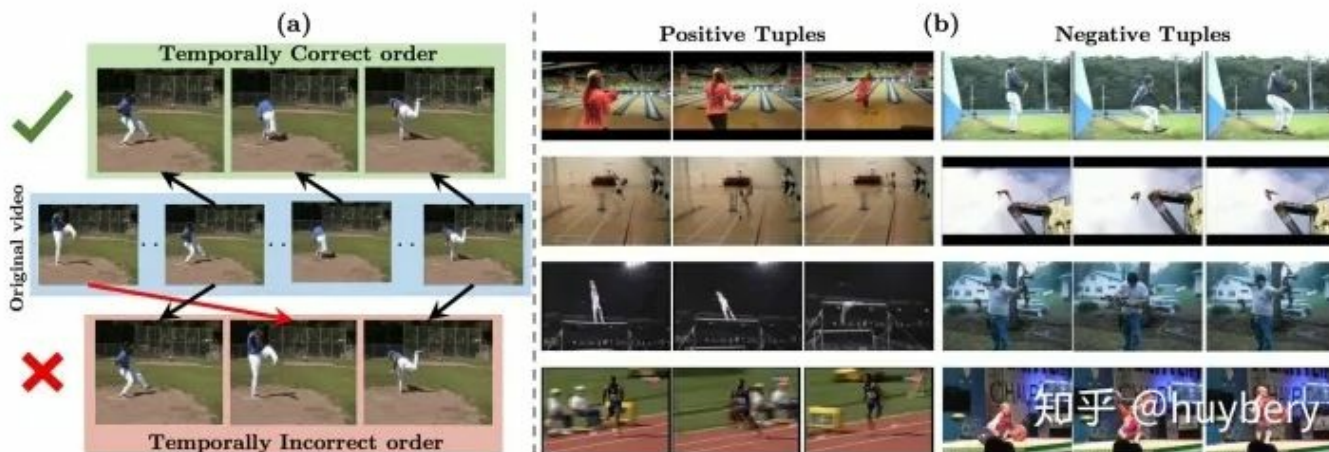 (a)
Temporally Correct order
Original video
Temporally Incorrect order
(b)
Positive Tuples
Negative Tuples
知乎 @huybery